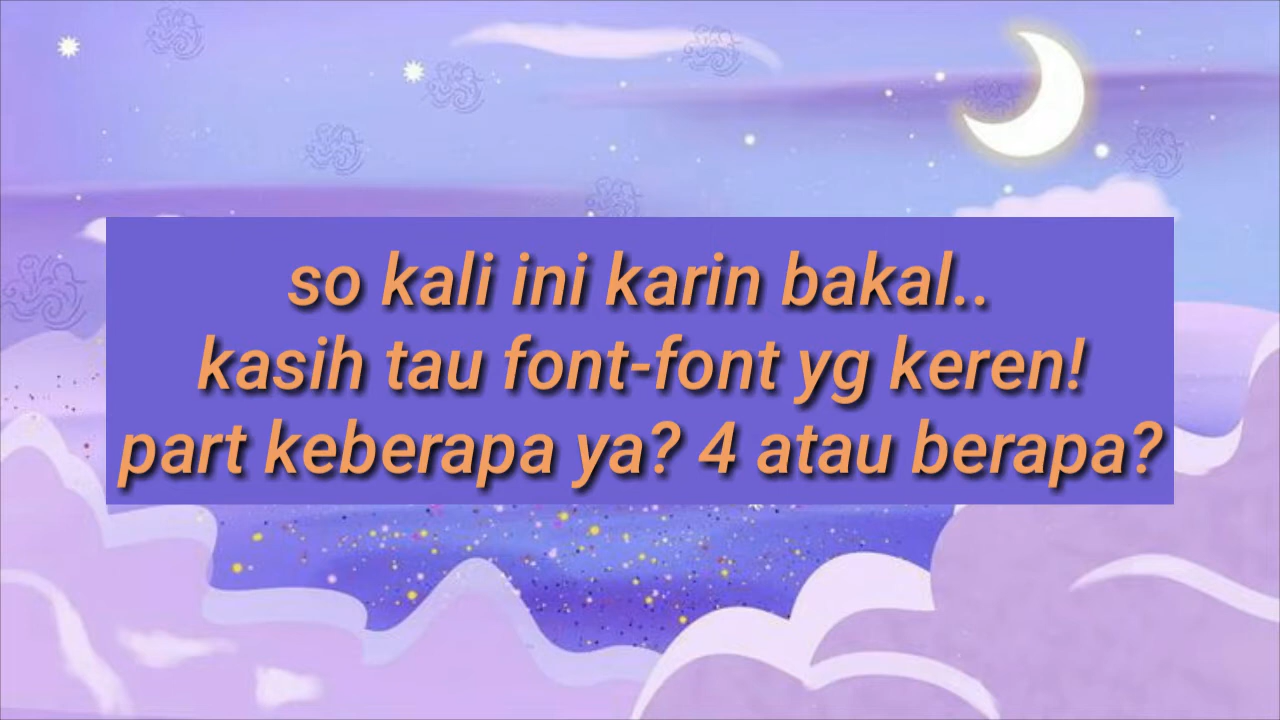 so kali ini karin bakal..
kasih tau font-font yg keren!
part keberapa ya? 4 atau berapa?